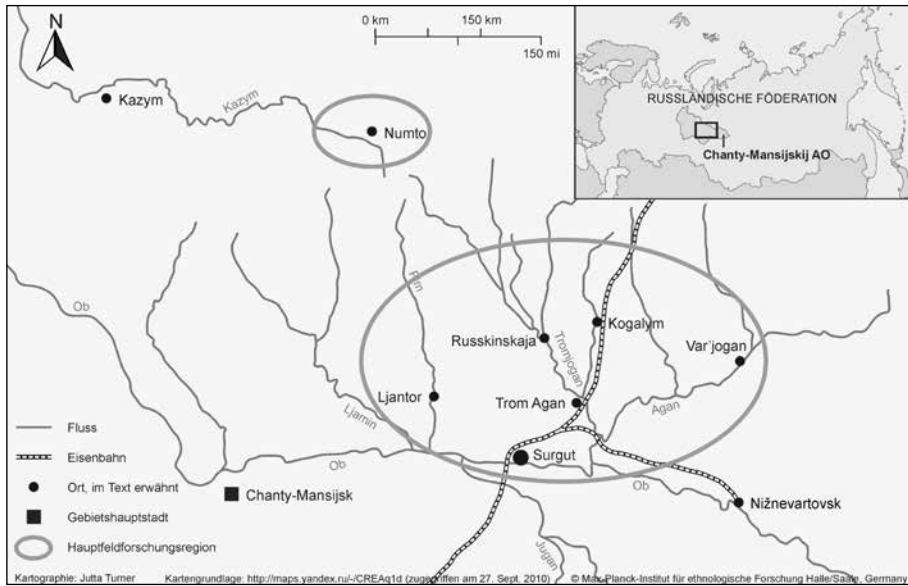 N
0 km 150 km
150 mi
RUSSLÄNDISCHE FÖDERATION
Chanty-Mansijskij AO
Kazym
Kazym
Numto
Ob
Pim
Kogalym
Russkinskaja
Tromjogan
Var'jogan
Ljantor
Trom Agan
Agan
Ljamin
Fluss
Eisenbahn
Ob
Surgut
Ob
Ort, im Text erwähnt
Chanty-Mansijsk
Nižnevartovsk
Gebietshauptstadt
Jugan
Hauptfeldforschungsregion
Kartographie: Jutta Turner Kartengrundlage: http://maps.yandex.ru/-/CREAq1d (zugegriffen am 27. Sept. 2010) © Max-Planck-Institut für ethnologische Forschung Halle/Saale, Germany